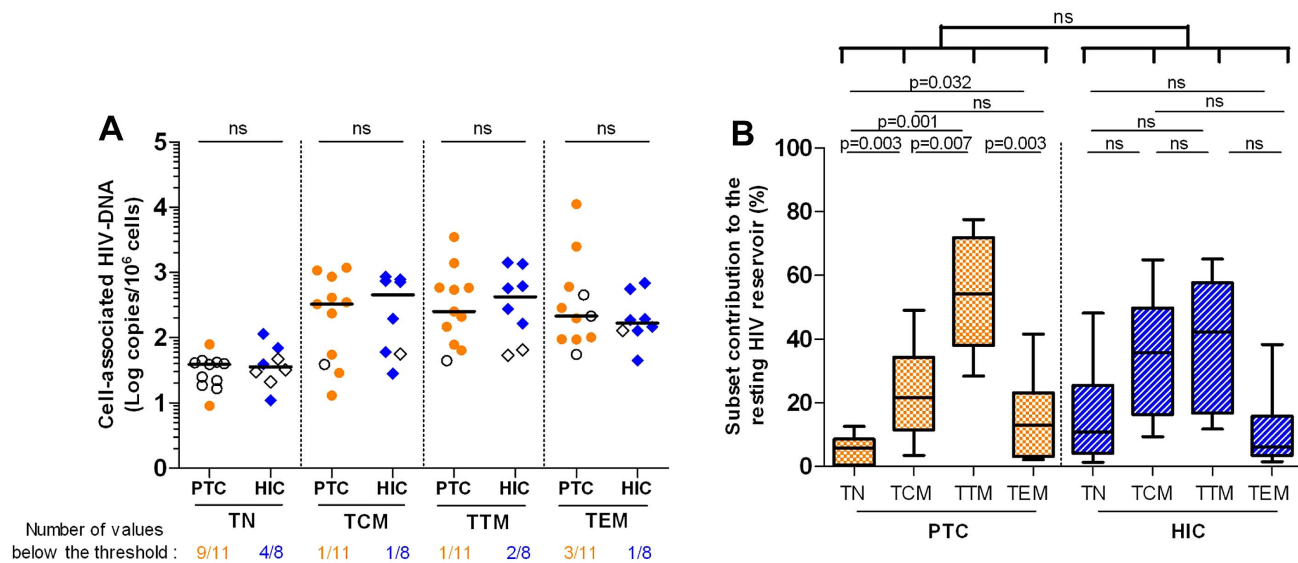 A
ns ns ns ns
Cell-associated HIV-DNA
(Log copies/10⁶ cells)
5
4
3
2
1
0
PTC HIC PTC HIC PTC HIC PTC HIC
TN TCM TTM TEM
Number of values
below the threshold : 9/11 4/8 1/11 1/8 1/11 2/8 3/11 1/8
B
ns
p=0.032 ns
ns ns
p=0.001 ns
p=0.003 p=0.007 p=0.003 ns ns ns
Subset contribution to the
resting HIV reservoir (%)
100
80
60
40
20
0
TN TCM TTM TEM TN TCM TTM TEM
PTC HIC